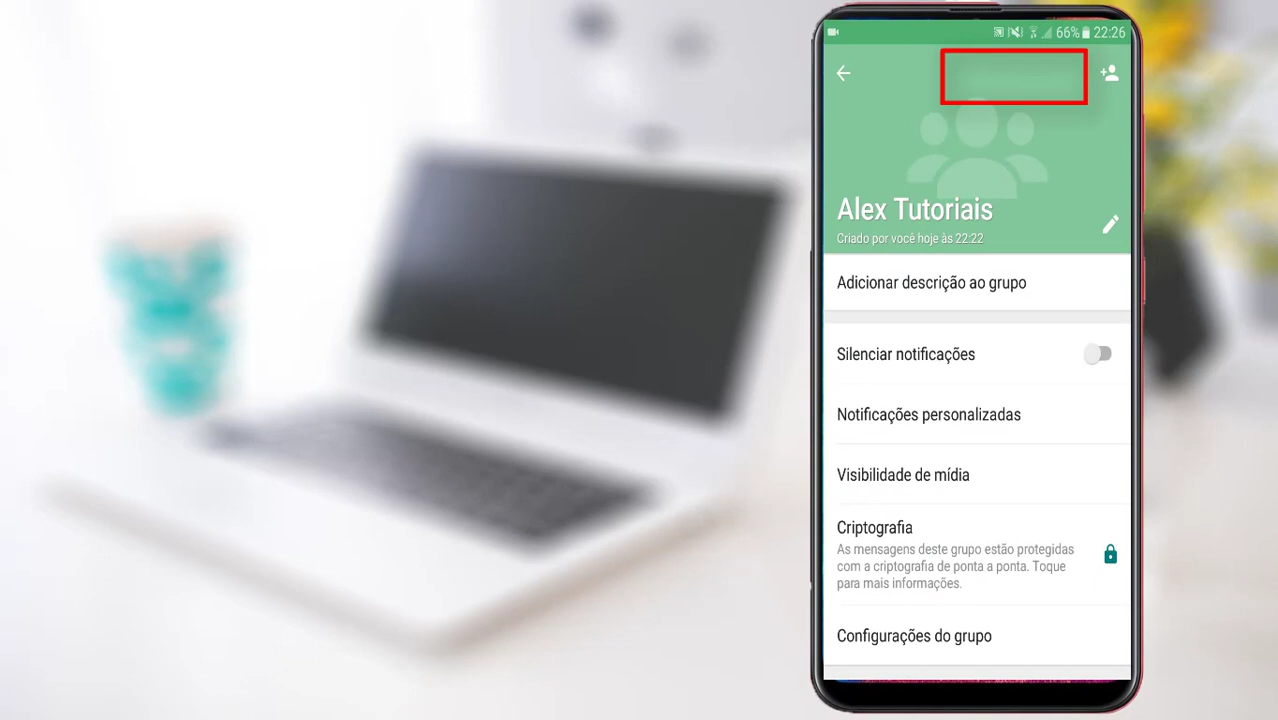 66% 22:26
Alex Tutoriais
Criado por você hoje às 22:22
Adicionar descrição ao grupo
Silenciar notificações
Notificações personalizadas
Visibilidade de mídia
Criptografia
As mensagens deste grupo estão protegidas
com a criptografia de ponta a ponta. Toque
para mais informações.
Configurações do grupo